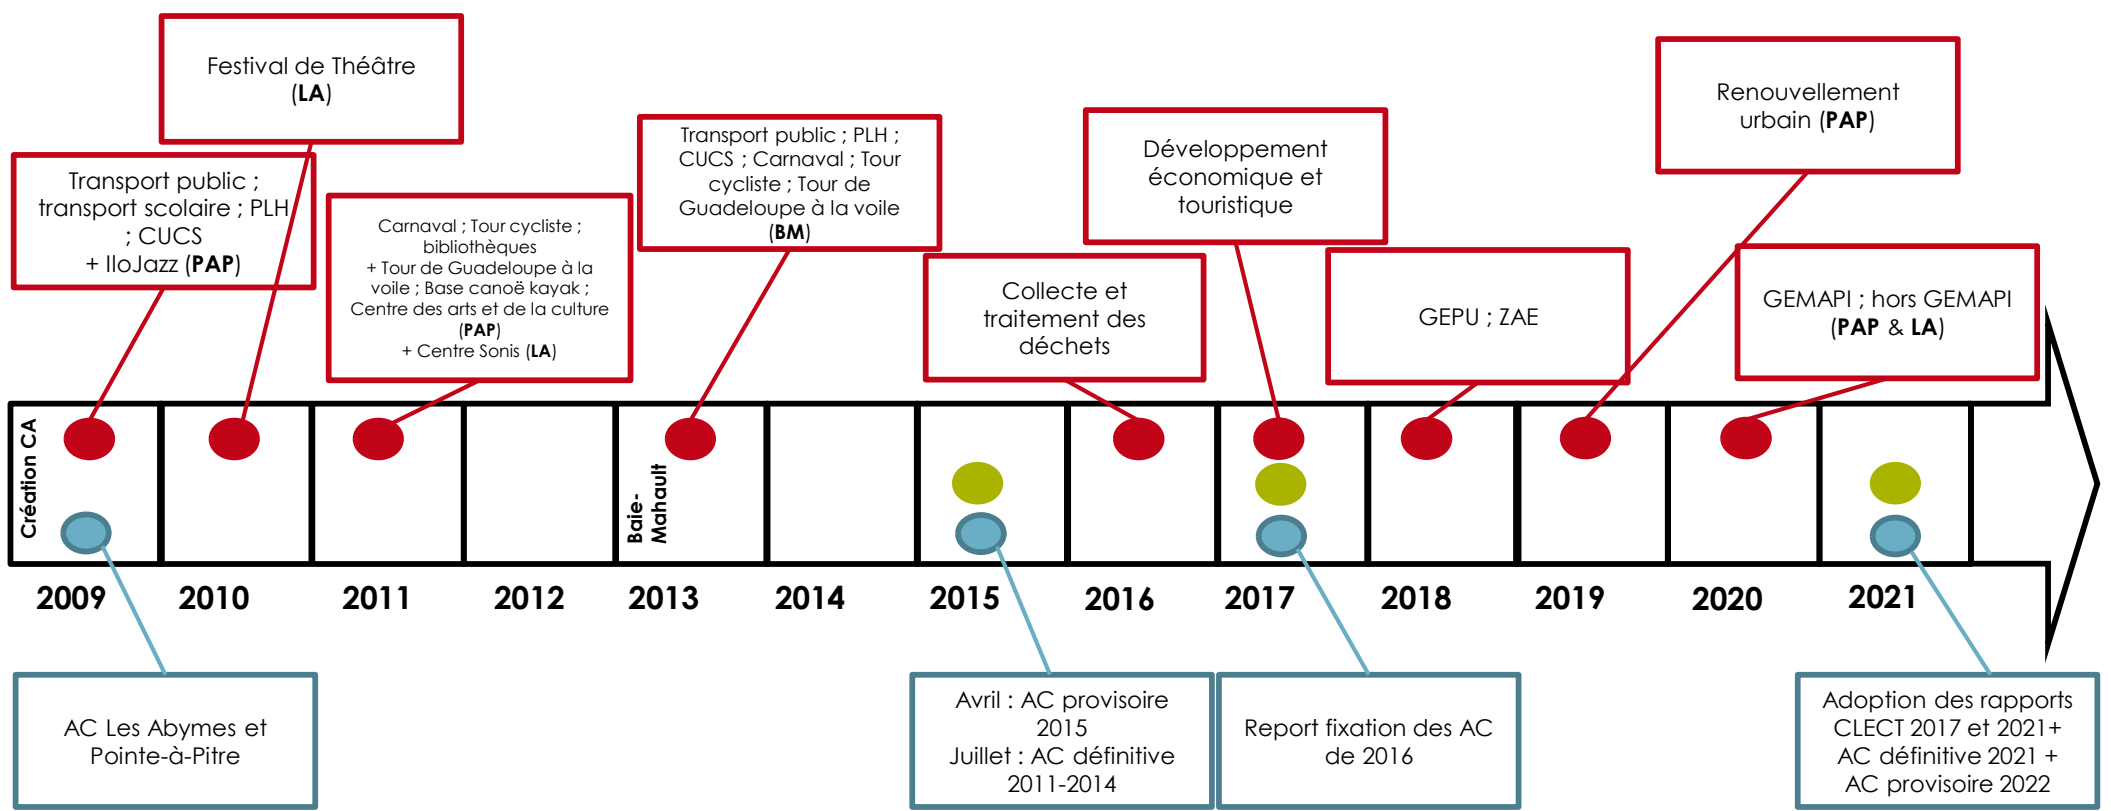 Festival de Théâtre
(LA)
Transport public ;
transport scolaire ; PLH
; CUCS
+ IloJazz (PAP)
Carnaval ; Tour cycliste ;
bibliothèques
+ Tour de Guadeloupe à la
voile ; Base canoë kayak ;
Centre des arts et de la culture
(PAP)
+ Centre Sonis (LA)
Transport public ; PLH ;
CUCS ; Carnaval ; Tour
cycliste ; Tour de
Guadeloupe à la voile
(BM)
Collecte et
traitement des
déchets
Développement
économique et
touristique
GEPU ; ZAE
Renouvellement
urbain (PAP)
GEMAPI ; hors GEMAPI
(PAP & LA)
Création CA
Baie-
Mahault
2009
2010
2011
2012
2013
2014
2015
2016
2017
2018
2019
2020
2021
AC Les Abymes et
Pointe-à-Pitre
Avril : AC provisoire
2015
Juillet : AC définitive
2011-2014
Report fixation des AC
de 2016
Adoption des rapports
CLECT 2017 et 2021+
AC définitive 2021 +
AC provisoire 2022